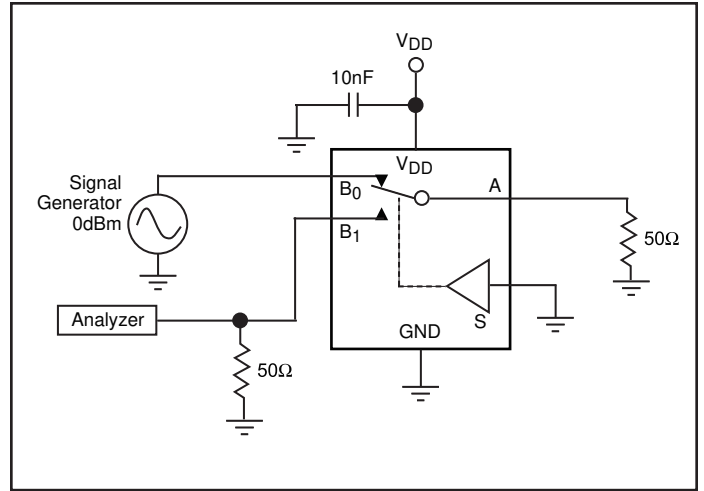 VDD
10nF
VDD
Signal
Generator
0dBm
B0
A
B1
50Ω
Analyzer
S
GND
50Ω